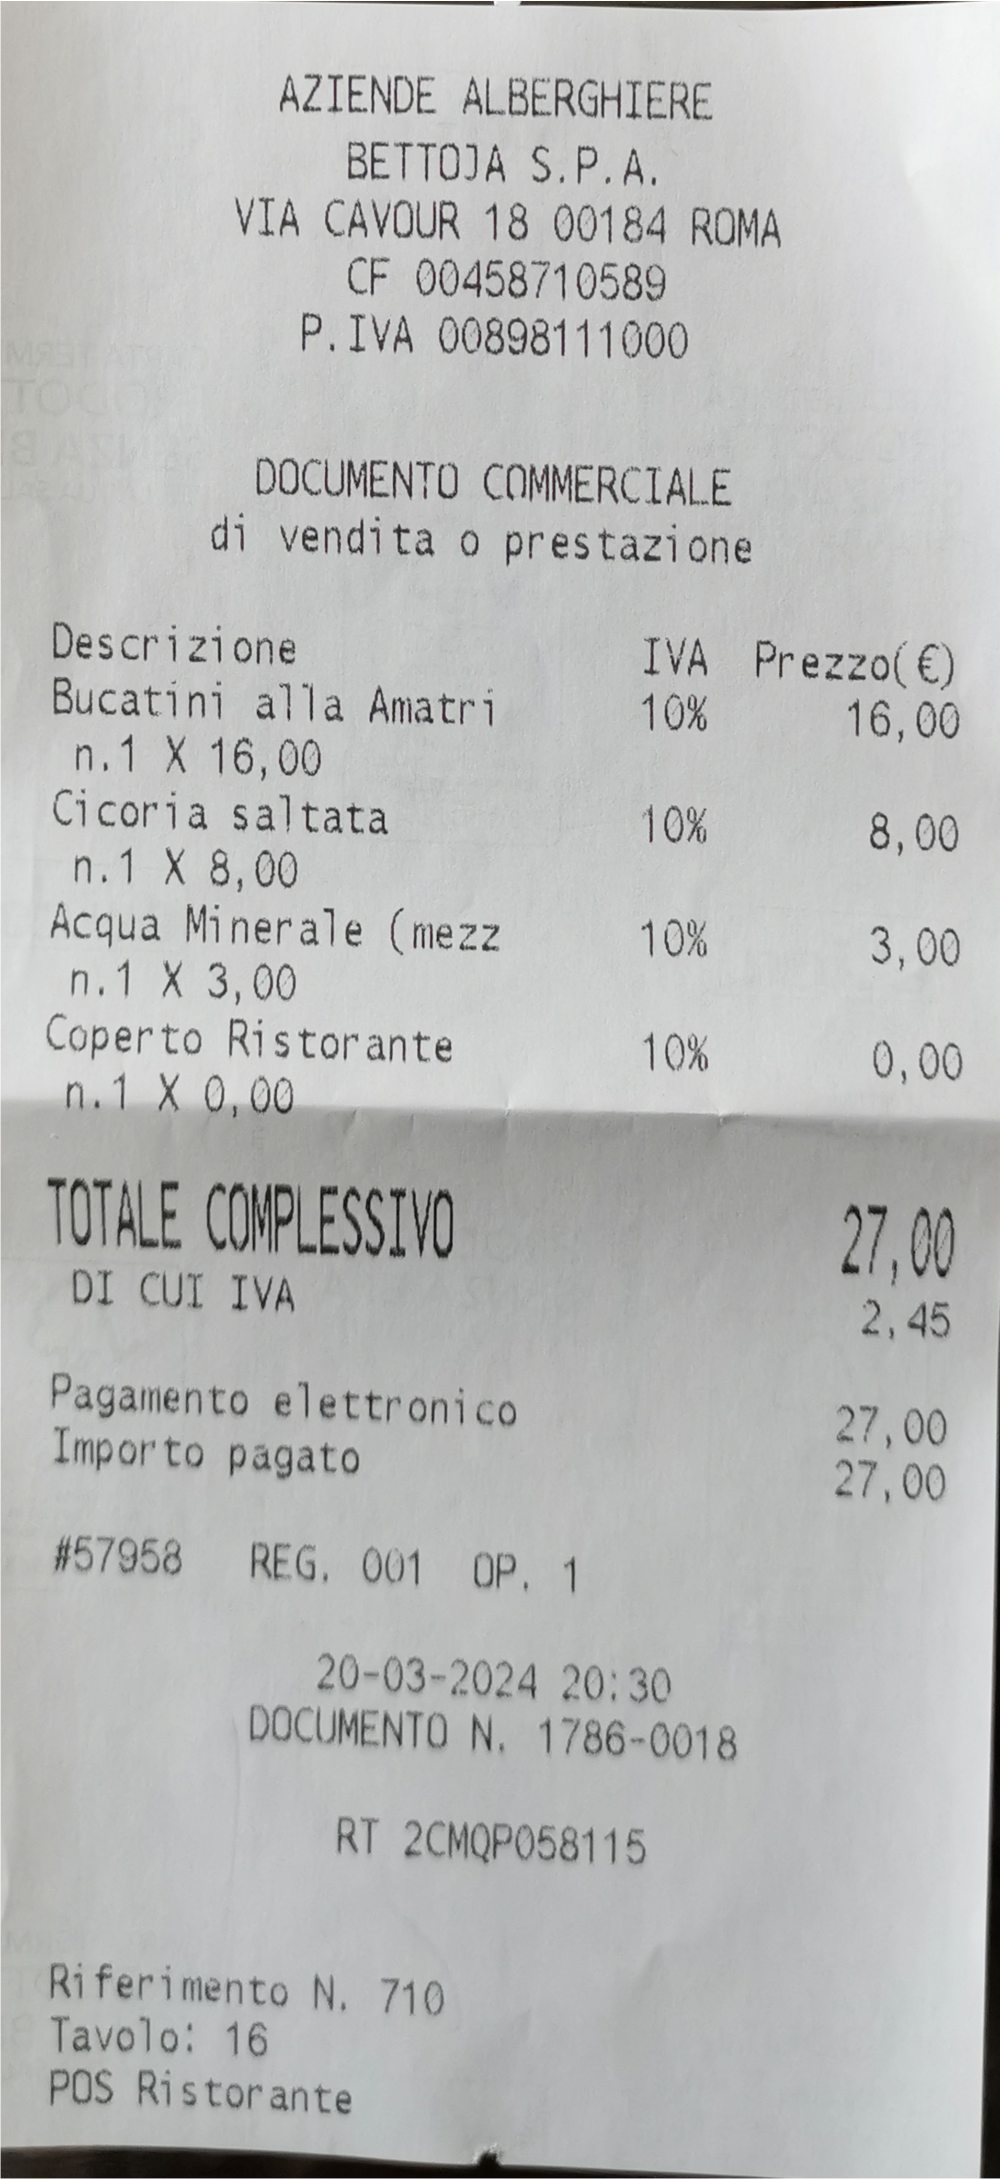 AZIENDE ALBERGHIERE
BETTOJA S.P.A.
VIA CAVOUR 18 00184 ROMA
CF 00458710589
P.IVA 00898111000
DOCUMENTO COMMERCIALE
di vendita o prestazione
Descrizione IVA Prezzo(€)
Bucatini alla Amatri 10% 16,00
n.1 X 16,00
Cicoria saltata 10% 8,00
n.1 X 8,00
Acqua Minerale (mezz 10% 3,00
n.1 X 3,00
Coperto Ristorante 10% 0,00
n.1 X 0,00
TOTALE COMPLESSIVO 27,00
DI CUI IVA 2,45
Pagamento elettronico 27,00
Importo pagato 27,00
#57958 REG. 001 OP. 1
20-03-2024 20:30
DOCUMENTO N. 1786-0018
RT 2CMQP058115
Riferimento N. 710
Tavolo: 16
POS Ristorante